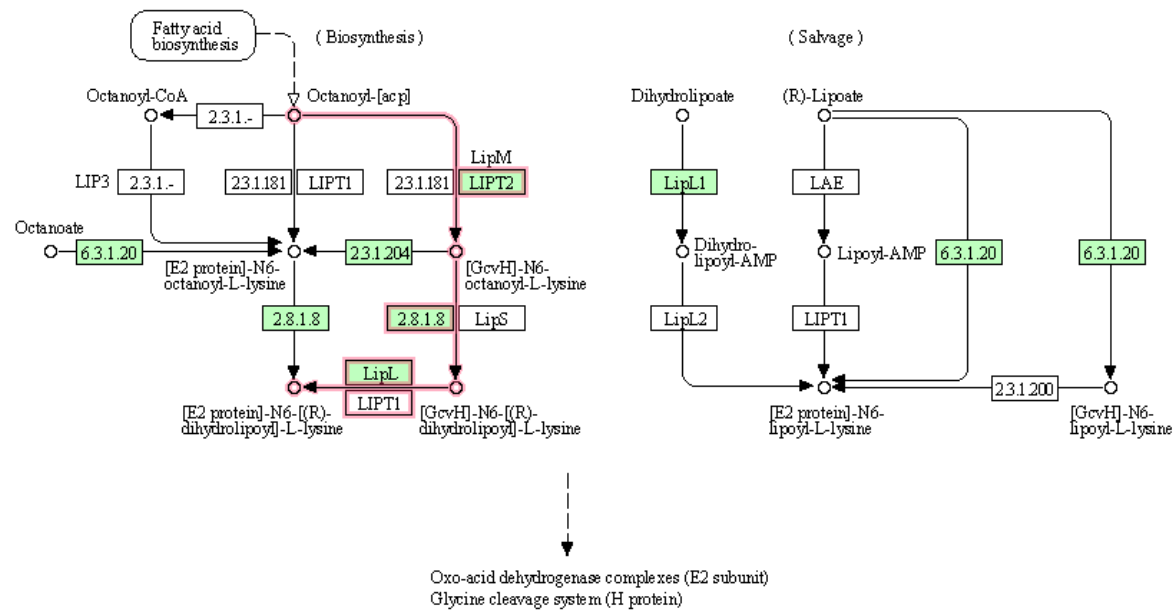 Fatty acid
biosynthesis
( Biosynthesis )
( Salvage )
Octanoyl-CoA
Octanoyl-[acp]
Dihydrolipoate
(R)-Lipoate
2.3.1.-
LipM
LIP3
2.3.1.-
2.3.1.181
LIPT1
2.3.1.181
LIPT2
LipL1
LAE
Octanoate
6.3.1.20
2.3.1.204
Dihydro-
lipoyl-AMP
Lipoyl-AMP
6.3.1.20
6.3.1.20
[E2 protein]-N6-
octanoyl-L-lysine
[GcvH]-N6-
octanoyl-L-lysine
2.8.1.8
2.8.1.8
LipS
LipL2
LIPT1
LipL
LIPT1
2.3.1.200
[E2 protein]-N6-[(R)-
dihydrolipoyl]-L-lysine
[GcvH]-N6-[(R)-
dihydrolipoyl]-L-lysine
[E2 protein]-N6-
lipoyl-L-lysine
[GcvH]-N6-
lipoyl-L-lysine
Oxo-acid dehydrogenase complexes (E2 subunit)
Glycine cleavage system (H protein)